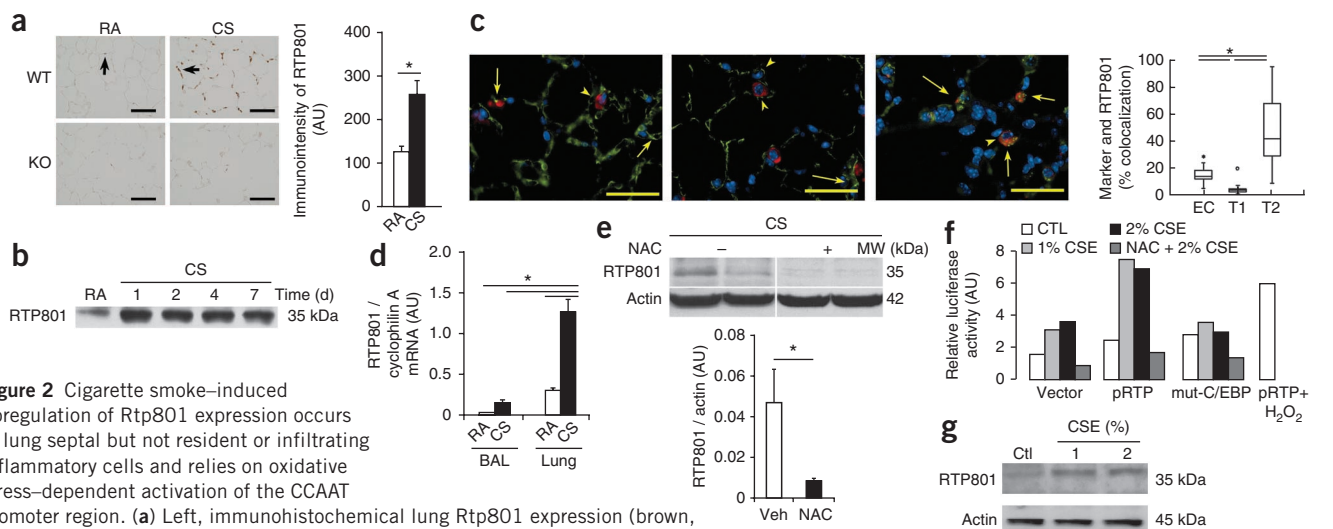 a
RA
CS
WT
KO
Immunointensity of RTP801
(AU)
400
300
200
100
0
*
RA
CS
b
CS
RA
1
2
4
7
Time (d)
RTP801
35 kDa
c
Marker and RTP801
(% colocalization)
100
80
60
40
20
0
*
EC
T1
T2
d
RTP801 /
cyclophilin A
mRNA (AU)
2.0
1.5
1.0
0.5
0
*
RA
CS
RA
CS
BAL
Lung
e
CS
NAC
–
+
MW (kDa)
RTP801
35
Actin
42
RTP801 / actin (AU)
0.08
0.06
0.04
0.02
0
*
Veh
NAC
f
CTL
2% CSE
1% CSE
NAC + 2% CSE
Relative luciferase
activity (AU)
8
6
4
2
0
Vector
pRTP
mut-C/EBP
pRTP+
H2O2
g
CSE (%)
Ctl
1
2
RTP801
35 kDa
Actin
45 kDa
gure 2 Cigarette smoke–induced
regulation of Rtp801 expression occurs
lung septal but not resident or infiltrating
flammatory cells and relies on oxidative
ress–dependent activation of the CCAAT
omoter region. (a) Left, immunohistochemical lung Rtp801 expression (brown,